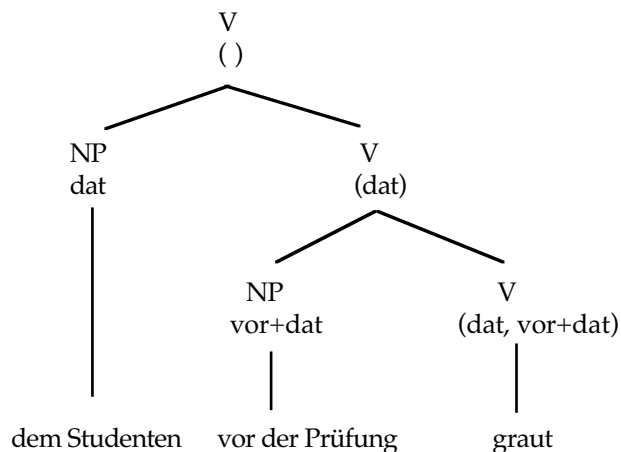 V
( )
NP V
dat (dat)
NP V
vor+dat (dat, vor+dat)
dem Studenten vor der Prüfung graut